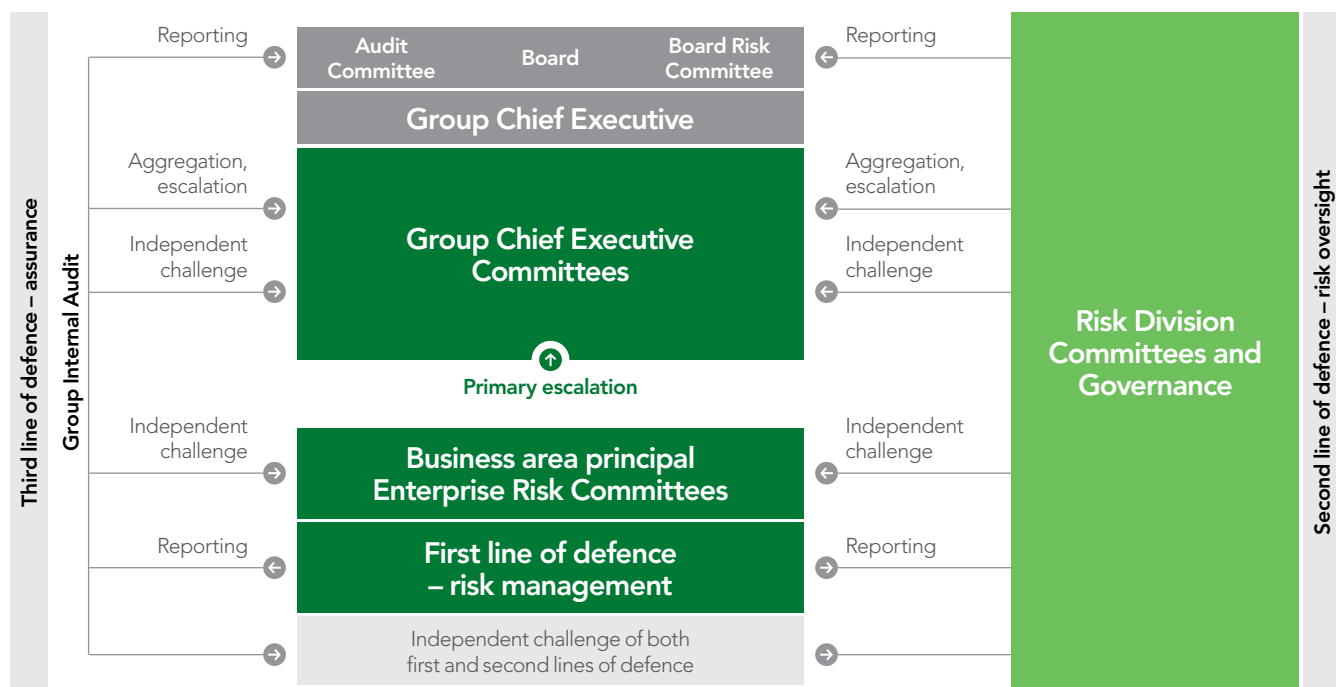 Third line of defence – assurance
Group Internal Audit
Reporting
Aggregation,
escalation
Independent
challenge
Independent
challenge
Reporting
Audit
Committee
Board
Board Risk
Committee
Group Chief Executive
Group Chief Executive
Committees
Primary escalation
Business area principal
Enterprise Risk Committees
First line of defence
– risk management
Independent challenge of both
first and second lines of defence
Reporting
Aggregation,
escalation
Independent
challenge
Independent
challenge
Reporting
Risk Division
Committees and
Governance
Second line of defence – risk oversight